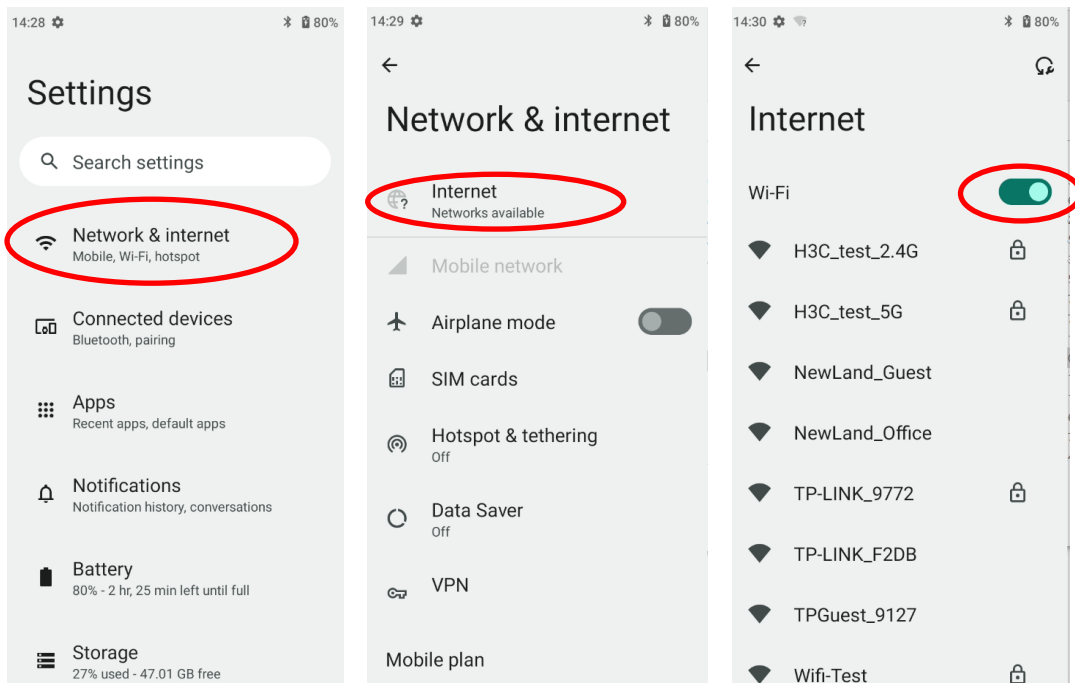 14:28
80%
Settings
Search settings
Network & internet
Mobile, Wi-Fi, hotspot
Connected devices
Bluetooth, pairing
Apps
Recent apps, default apps
Notifications
Notification history, conversations
Battery
80% - 2 hr, 25 min left until full
Storage
27% used - 47.01 GB free
14:29
80%
Network & internet
Internet
Networks available
Mobile network
Airplane mode
SIM cards
Hotspot & tethering
Off
Data Saver
Off
VPN
Mobile plan
14:30
80%
Internet
Wi-Fi
H3C_test_2.4G
H3C_test_5G
NewLand_Guest
NewLand_Office
TP-LINK_9772
TP-LINK_F2DB
TPGuest_9127
Wifi-Test